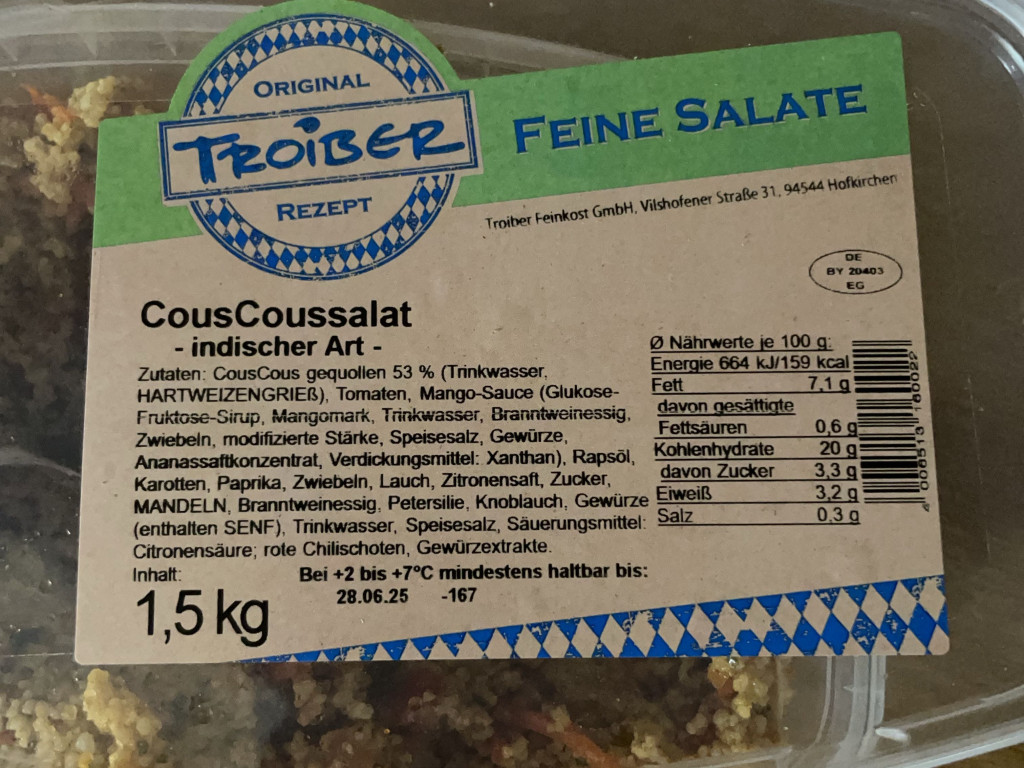 ORIGINAL
TROIBER
REZEPT
FEINE SALATE
Troiber Feinkost GmbH, Vilshofener Straße 31, 94544 Hofkirchen
DE
BY 20403
EG
CousCoussalat
- indischer Art -
Zutaten: CousCous gequollen 53 % (Trinkwasser,
HARTWEIZENGRIEß), Tomaten, Mango-Sauce (Glukose-
Fruktose-Sirup, Mangomark, Trinkwasser, Branntweinessig,
Zwiebeln, modifizierte Stärke, Speisesalz, Gewürze,
Ananassaftkonzentrat, Verdickungsmittel: Xanthan), Rapsöl,
Karotten, Paprika, Zwiebeln, Lauch, Zitronensaft, Zucker,
MANDELN, Branntweinessig, Petersilie, Knoblauch, Gewürze
(enthalten SENF), Trinkwasser, Speisesalz, Säuerungsmittel:
Citronensäure; rote Chilischoten, Gewürzextrakte.
Ø Nährwerte je 100 g:
Energie 664 kJ/159 kcal
Fett 7,1 g
davon gesättigte
Fettsäuren 0,6 g
Kohlenhydrate 20 g
davon Zucker 3,3 g
Eiweiß 3,2 g
Salz 0,3 g
4 006513 160022
Inhalt:
1,5 kg
Bei +2 bis +7°C mindestens haltbar bis:
28.06.25 -167